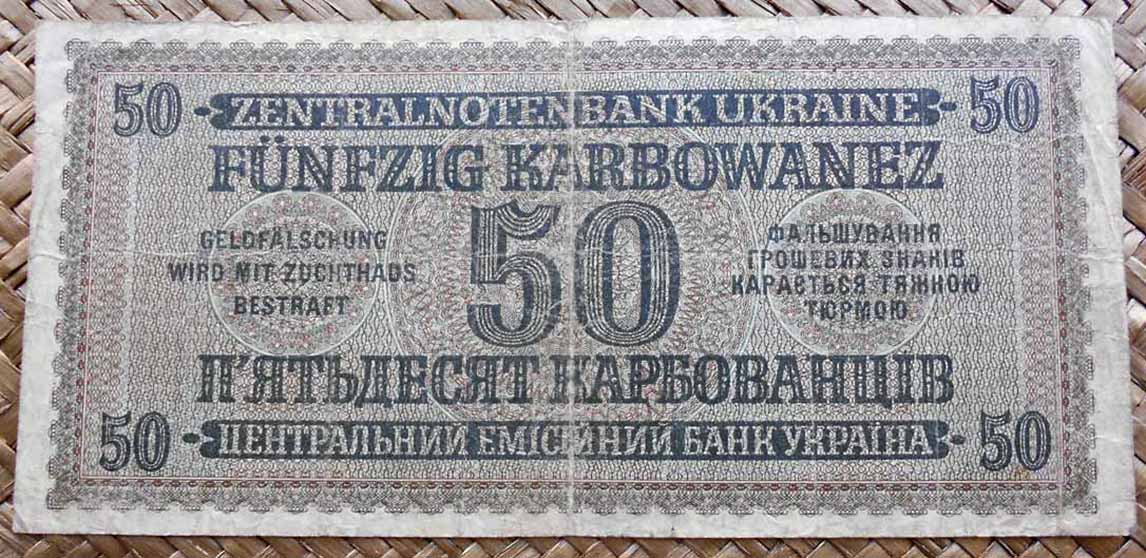 50 ZENTRALNOTENBANK UKRAINE 50
FÜNFZIG KARBOWANEZ
50
GELDFÄLSCHUNG
WIRD MIT ZUCHTHAUS
BESTRAFT
ФАЛЬШУВАННЯ
ГРОШЕВИХ ЗНАКІВ
КАРАЄТЬСЯ ТЯЖКОЮ
ТЮРМОЮ
П'ЯТЬДЕСЯТ КАРБОВАНЦІВ
50 ЦЕНТРАЛЬНИЙ ЕМІСІЙНИЙ БАНК УКРАЇНА 50